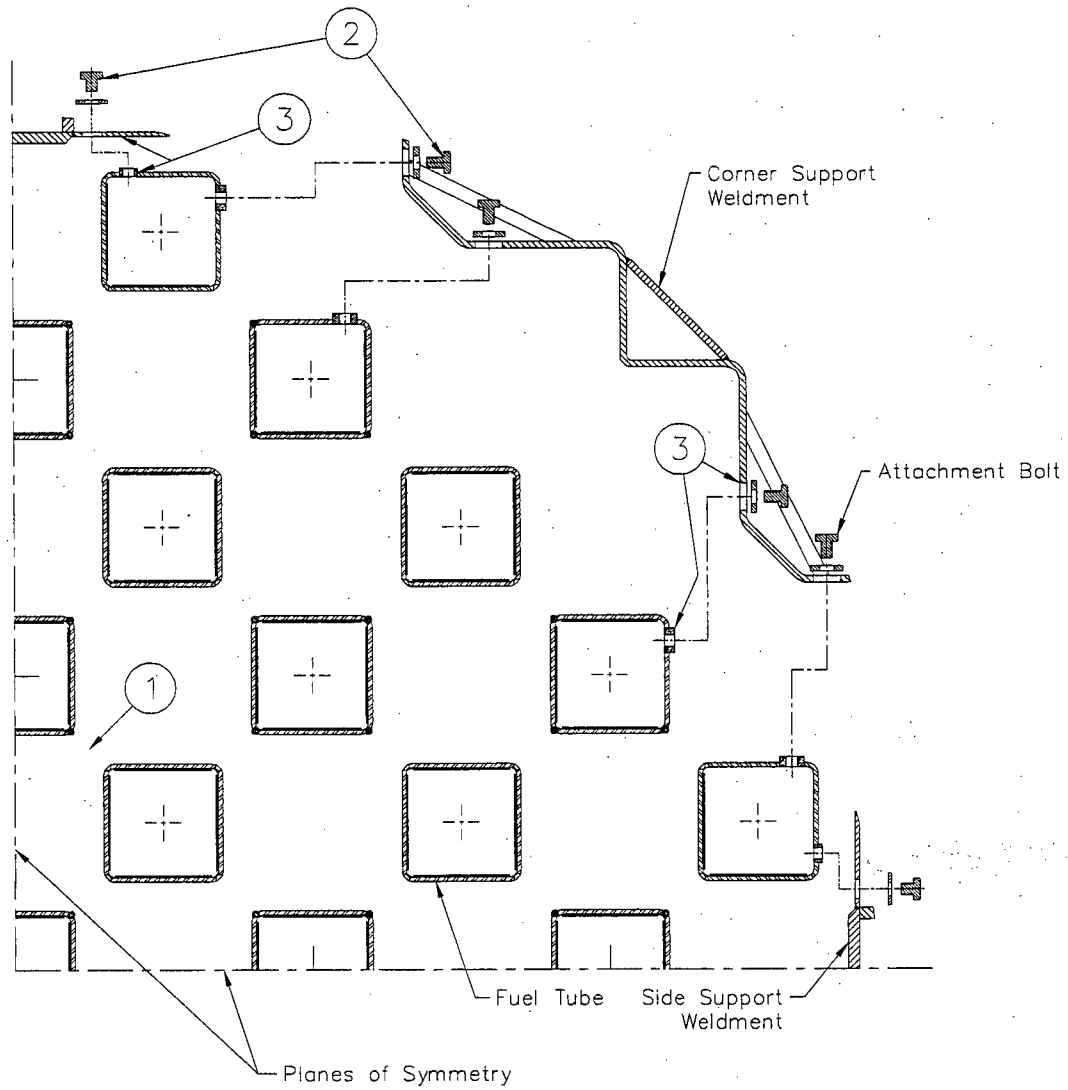 2
3
Corner Support
Weldment
3
Attachment Bolt
1
Fuel Tube
Side Support
Weldment
Planes of Symmetry